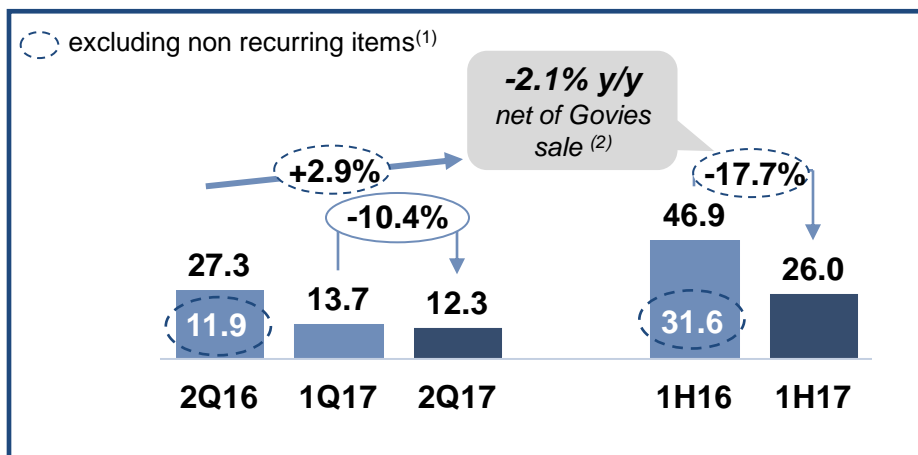 excluding non recurring items(1)
-2.1% y/y
net of Govies
sale (2)
+2.9%
-17.7%
-10.4%
46.9
27.3
26.0
13.7
12.3
11.9
31.6
2Q16 1Q17 2Q17 1H16 1H17